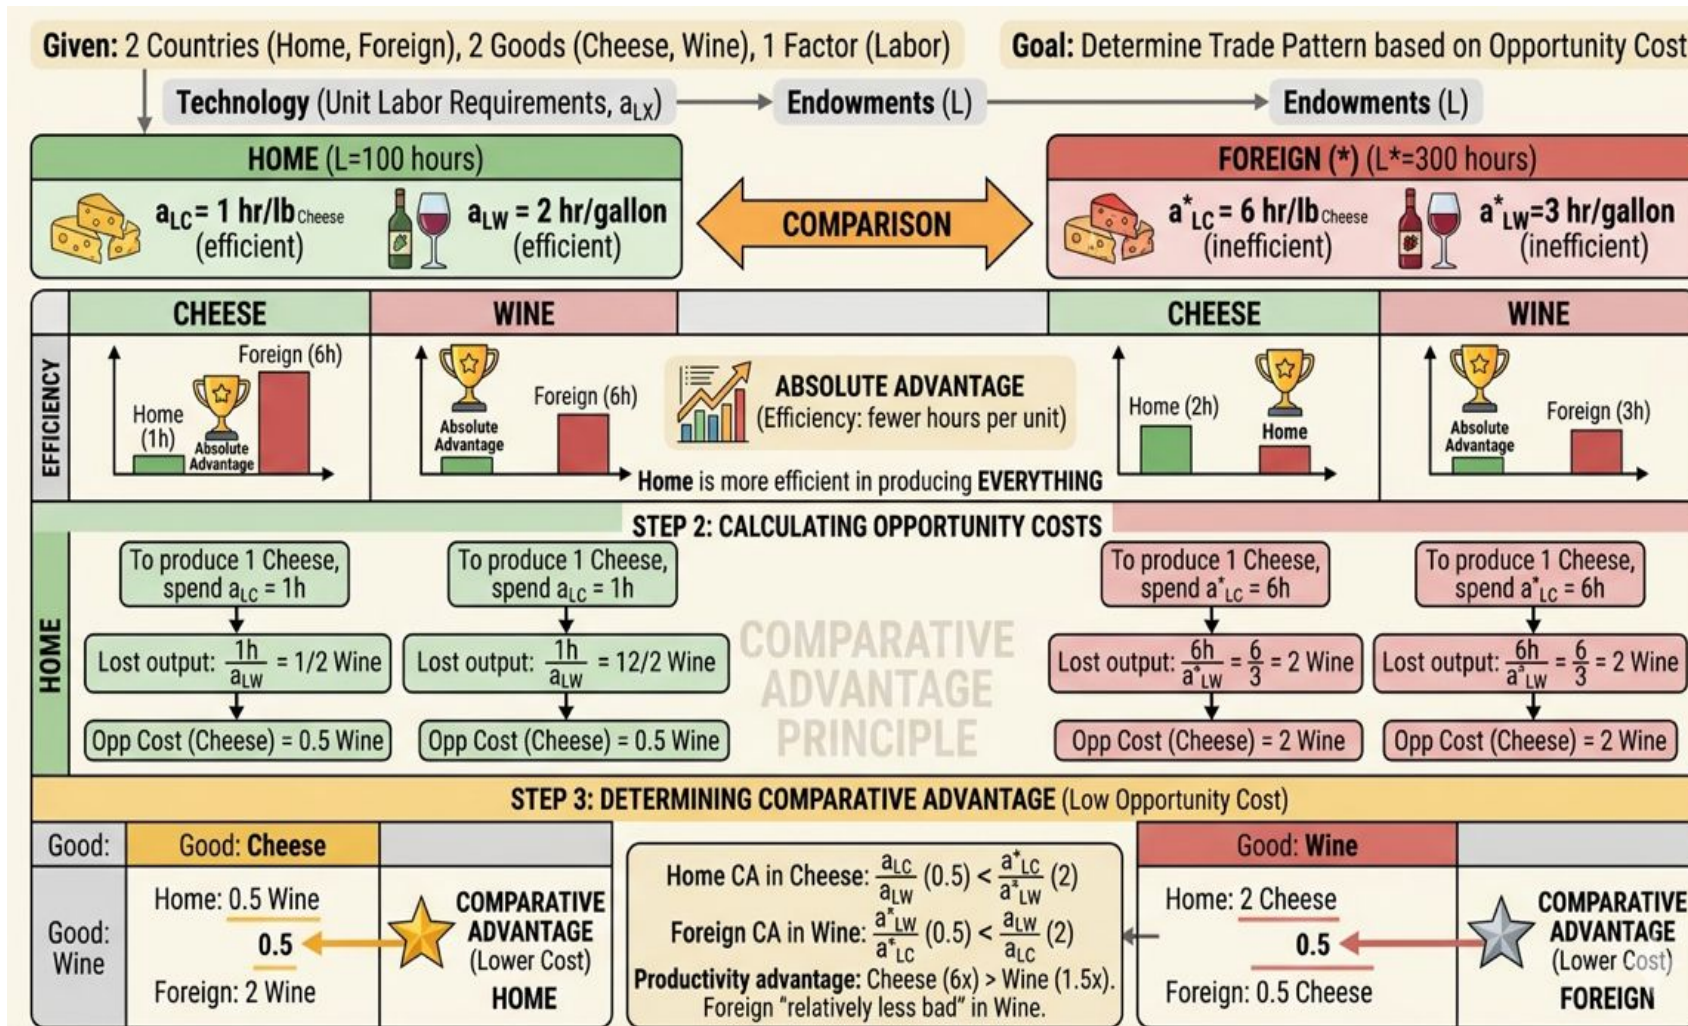 Given: 2 Countries (Home, Foreign), 2 Goods (Cheese, Wine), 1 Factor (Labor)
Goal: Determine Trade Pattern based on Opportunity Cost
Technology (Unit Labor Requirements, aLX)
Endowments (L)
Endowments (L)
HOME (L=100 hours)
aLC= 1 hr/lb Cheese
(efficient)
aLW = 2 hr/gallon
(efficient)
COMPARISON
FOREIGN (*) (L*=300 hours)
a*LC = 6 hr/lb Cheese
(inefficient)
a*LW=3 hr/gallon
(inefficient)
EFFICIENCY
CHEESE
WINE
CHEESE
WINE
Home
(1h)
Absolute
Advantage
Foreign (6h)
Absolute
Advantage
Foreign (6h)
ABSOLUTE ADVANTAGE
(Efficiency: fewer hours per unit)
Home is more efficient in producing EVERYTHING
Home (2h)
Home
Absolute
Advantage
Foreign (3h)
STEP 2: CALCULATING OPPORTUNITY COSTS
HOME
To produce 1 Cheese,
spend aLC = 1h
Lost output: 1h/aLW = 1/2 Wine
Opp Cost (Cheese) = 0.5 Wine
To produce 1 Cheese,
spend aLC = 1h
Lost output: 1h/aLW = 12/2 Wine
Opp Cost (Cheese) = 0.5 Wine
COMPARATIVE
ADVANTAGE
PRINCIPLE
To produce 1 Cheese,
spend a*LC = 6h
Lost output: 6h/a*LW = 6/3 = 2 Wine
Opp Cost (Cheese) = 2 Wine
To produce 1 Cheese,
spend a*LC = 6h
Lost output: 6h/a*LW = 6/3 = 2 Wine
Opp Cost (Cheese) = 2 Wine
STEP 3: DETERMINING COMPARATIVE ADVANTAGE (Low Opportunity Cost)
Good:
Good: Cheese
Good:
Wine
Home: 0.5 Wine
0.5
Foreign: 2 Wine
COMPARATIVE
ADVANTAGE
(Lower Cost)
HOME
Home CA in Cheese: aLC/aLW (0.5) < a*LC/a*LW (2)
Foreign CA in Wine: a*LW/a*LC (0.5) < aLW/aLC (2)
Productivity advantage: Cheese (6x) > Wine (1.5x).
Foreign "relatively less bad" in Wine.
Good: Wine
Home: 2 Cheese
0.5
Foreign: 0.5 Cheese
COMPARATIVE
ADVANTAGE
(Lower Cost)
FOREIGN